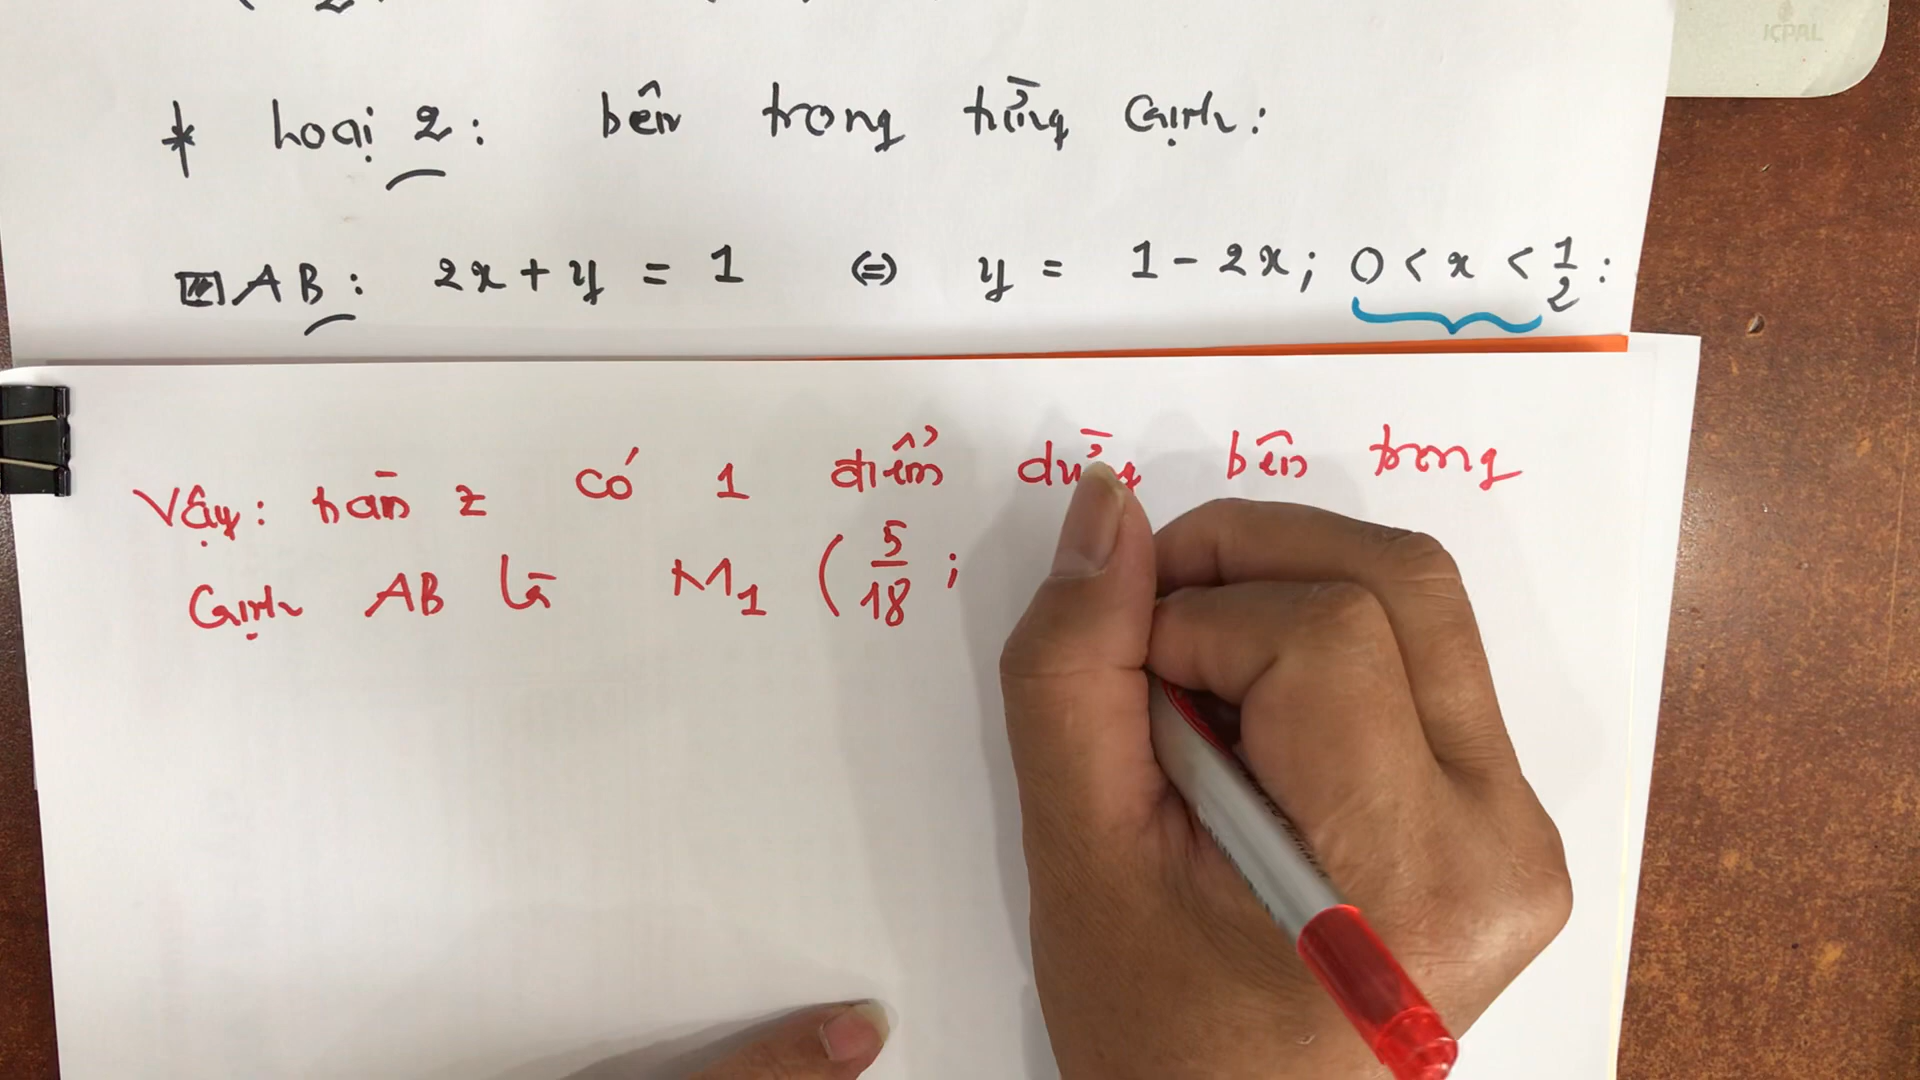 * Loại 2: bên trong từng cạnh:
AB: 2x + y = 1 ⇔ y = 1 - 2x; 0 < x < 1/2:
Vậy: hàm z có 1 điểm dừng bên trong
cạnh AB là M1 ( 5/18 ;